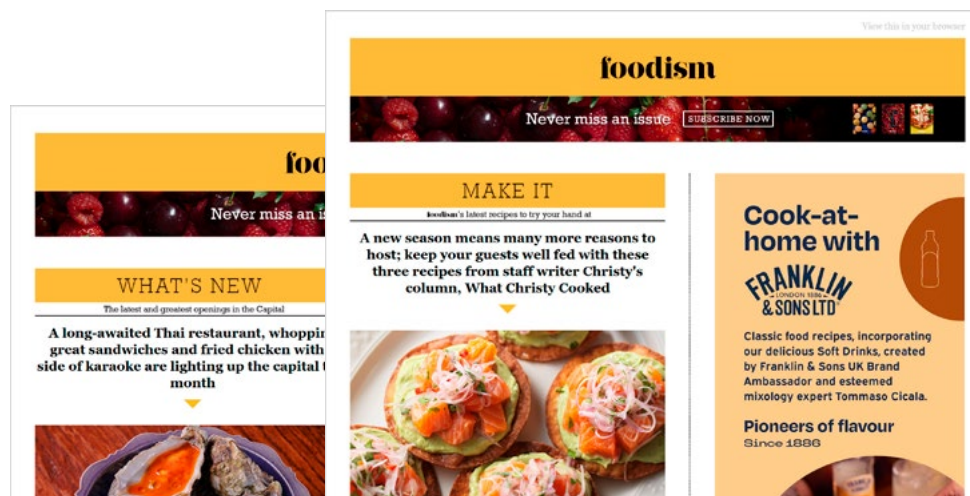 View this in your browser
foodism
Never miss an issue SUBSCRIBE NOW
MAKE IT
foodism's latest recipes to try your hand at
A new season means many more reasons to
host; keep your guests well fed with these
three recipes from staff writer Christy's
column, What Christy Cooked
Cook-at-
home with
FRANKLIN
LONDON 1886
& SONS LTD
Classic food recipes, incorporating
our delicious Soft Drinks, created
by Franklin & Sons UK Brand
Ambassador and esteemed
mixology expert Tommaso Cicala.
Pioneers of flavour
Since 1886
foo
Never miss an is
WHAT'S NEW
The latest and greatest openings in the Capital
A long-awaited Thai restaurant, whoppin
great sandwiches and fried chicken with
side of karaoke are lighting up the capital t
month